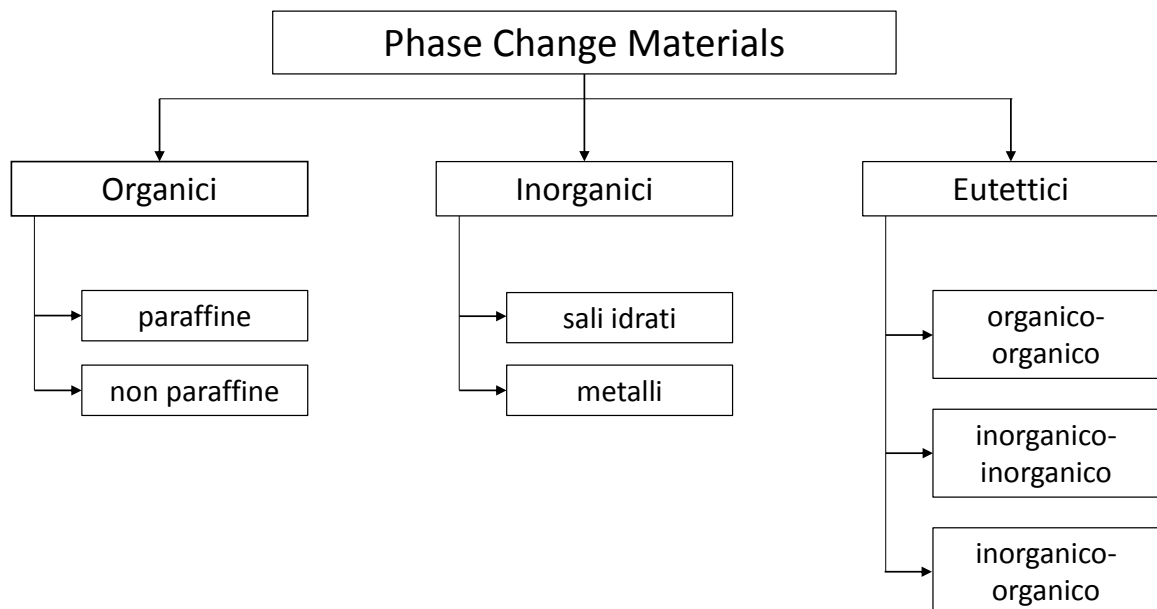 Phase Change Materials
Organici
Inorganici
Eutettici
paraffine
non paraffine
sali idrati
metalli
organico-
organico
inorganico-
inorganico
inorganico-
organico